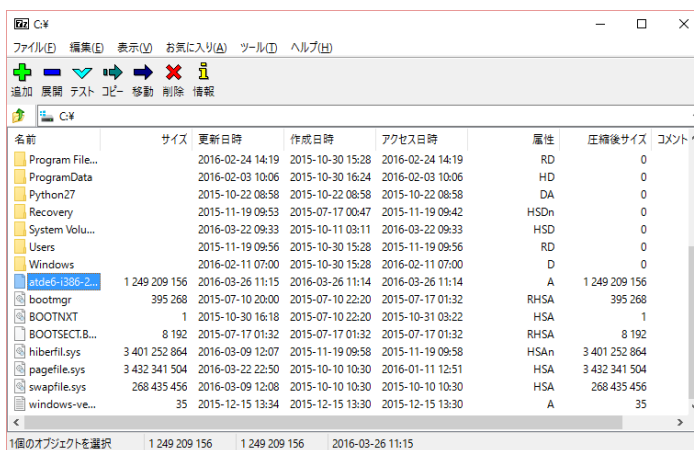 7z C:¥
ファイル(F) 編集(E) 表示(V) お気に入り(A) ツール(T) ヘルプ(H)
追加 展開 テスト コピー 移動 削除 情報
C:¥
名前 サイズ 更新日時 作成日時 アクセス日時 属性 圧縮後サイズ コメント
Program File... 2016-02-24 14:19 2015-10-30 15:28 2016-02-24 14:19 RD 0
ProgramData 2016-02-03 10:06 2015-10-30 16:24 2016-02-03 10:06 HD 0
Python27 2015-10-22 08:58 2015-10-22 08:58 2015-10-22 08:58 DA 0
Recovery 2015-11-19 09:53 2015-07-17 00:47 2015-11-19 09:42 HSDn 0
System Volu... 2016-03-22 09:33 2015-10-11 03:11 2016-03-22 09:33 HSD 0
Users 2015-11-19 09:56 2015-10-30 15:28 2015-11-19 09:56 RD 0
Windows 2016-02-11 07:00 2015-10-30 15:28 2016-02-11 07:00 D 0
atde6-i386-2... 1 249 209 156 2016-03-26 11:15 2016-03-26 11:14 2016-03-26 11:14 A 1 249 209 156
bootmgr 395 268 2015-07-10 20:00 2015-07-10 22:20 2015-07-17 01:32 RHSA 395 268
BOOTNXT 1 2015-10-30 16:18 2015-07-10 22:20 2015-10-31 03:22 HSA 1
BOOTSECT.B... 8 192 2015-07-17 01:32 2015-07-17 01:32 2015-07-17 01:32 RHSA 8 192
hiberfil.sys 3 401 252 864 2016-03-09 12:07 2015-11-19 09:58 2015-11-19 09:58 HSAn 3 401 252 864
pagefile.sys 3 432 341 504 2016-03-22 22:50 2015-10-10 10:30 2016-01-11 12:51 HSA 3 432 341 504
swapfile.sys 268 435 456 2016-03-09 12:08 2015-10-10 10:30 2015-10-10 10:30 HSA 268 435 456
windows-ve... 35 2015-12-15 13:34 2015-12-15 13:30 2015-12-15 13:30 A 35
1個のオブジェクトを選択 1 249 209 156 1 249 209 156 2016-03-26 11:15